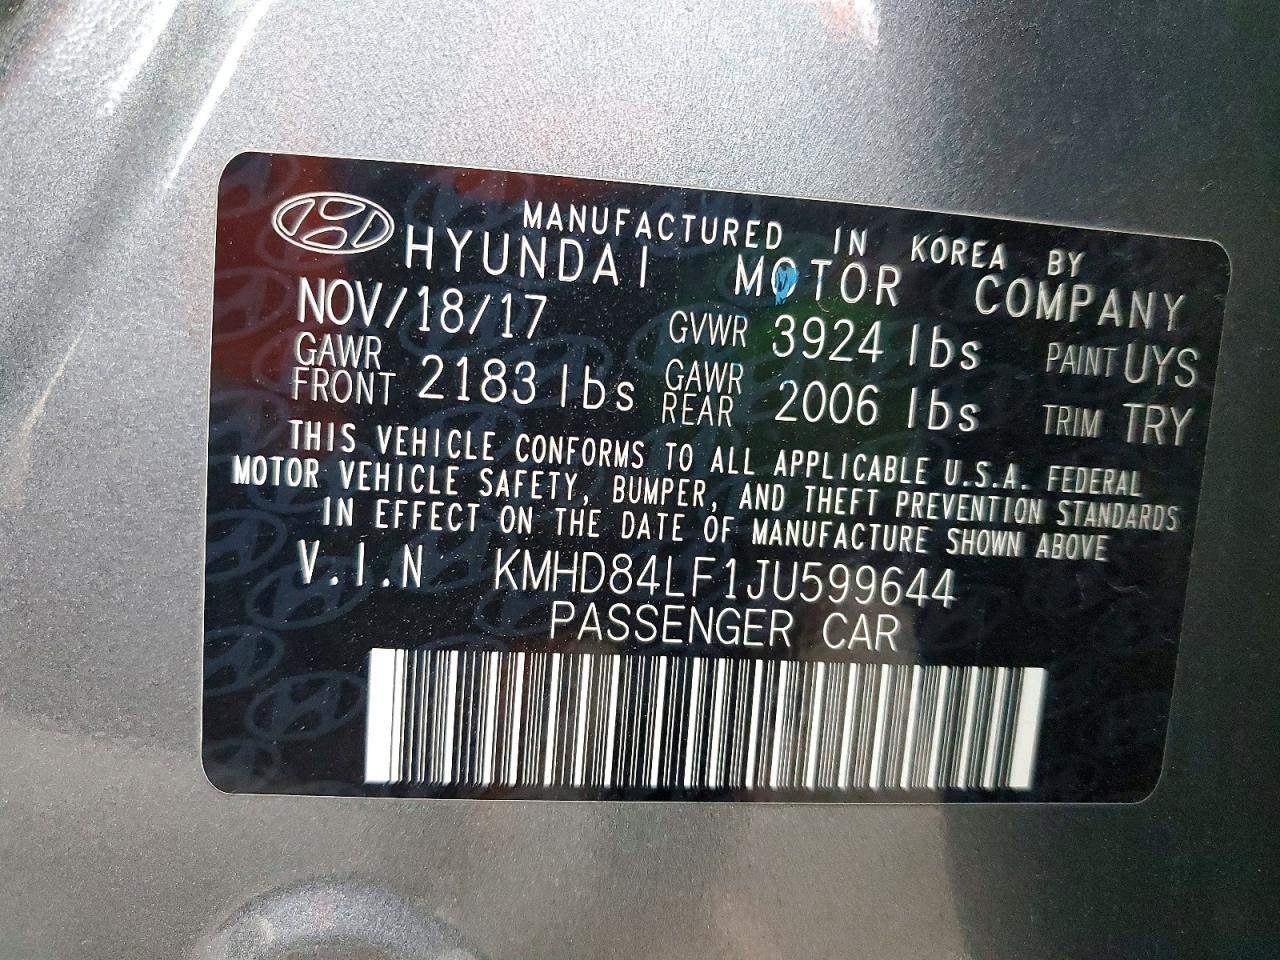 MANUFACTURED IN KOREA BY
HYUNDAI MOTOR COMPANY
NOV/18/17 GVWR 3924 lbs PAINT UYS
GAWR FRONT 2183 lbs GAWR REAR 2006 lbs TRIM TRY
THIS VEHICLE CONFORMS TO ALL APPLICABLE U.S.A. FEDERAL
MOTOR VEHICLE SAFETY, BUMPER, AND THEFT PREVENTION STANDARDS
IN EFFECT ON THE DATE OF MANUFACTURE SHOWN ABOVE
V.I.N KMHD84LF1JU599644
PASSENGER CAR